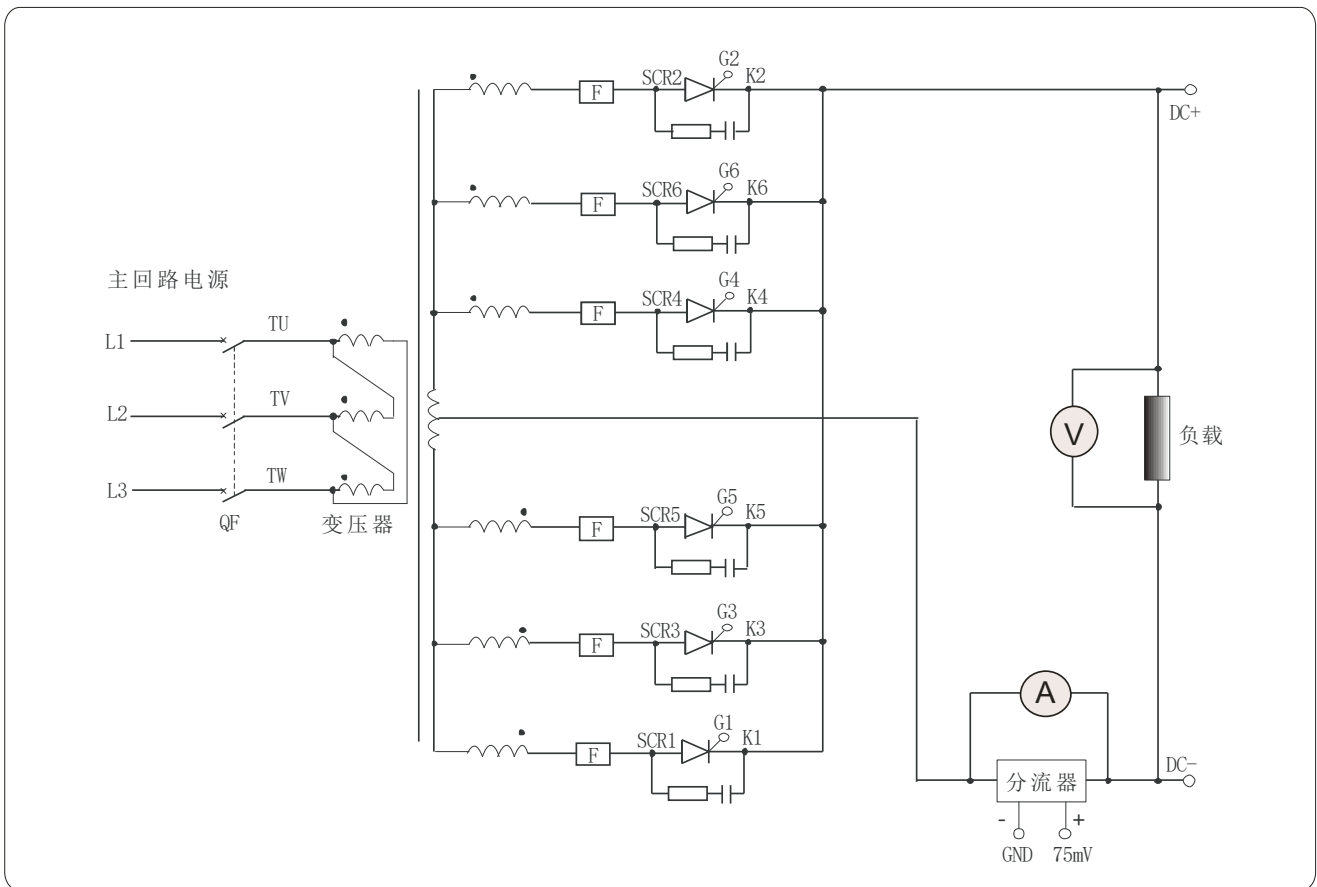 G2
SCR2
K2
F
DC+
G6
SCR6
K6
F
主回路电源
G4
SCR4
K4
F
TU
L1
TV
L2
V
负载
TW
L3
QF
变压器
G5
SCR5
K5
F
G3
SCR3
K3
F
A
G1
SCR1
K1
F
DC-
分流器
- +
GND 75mV